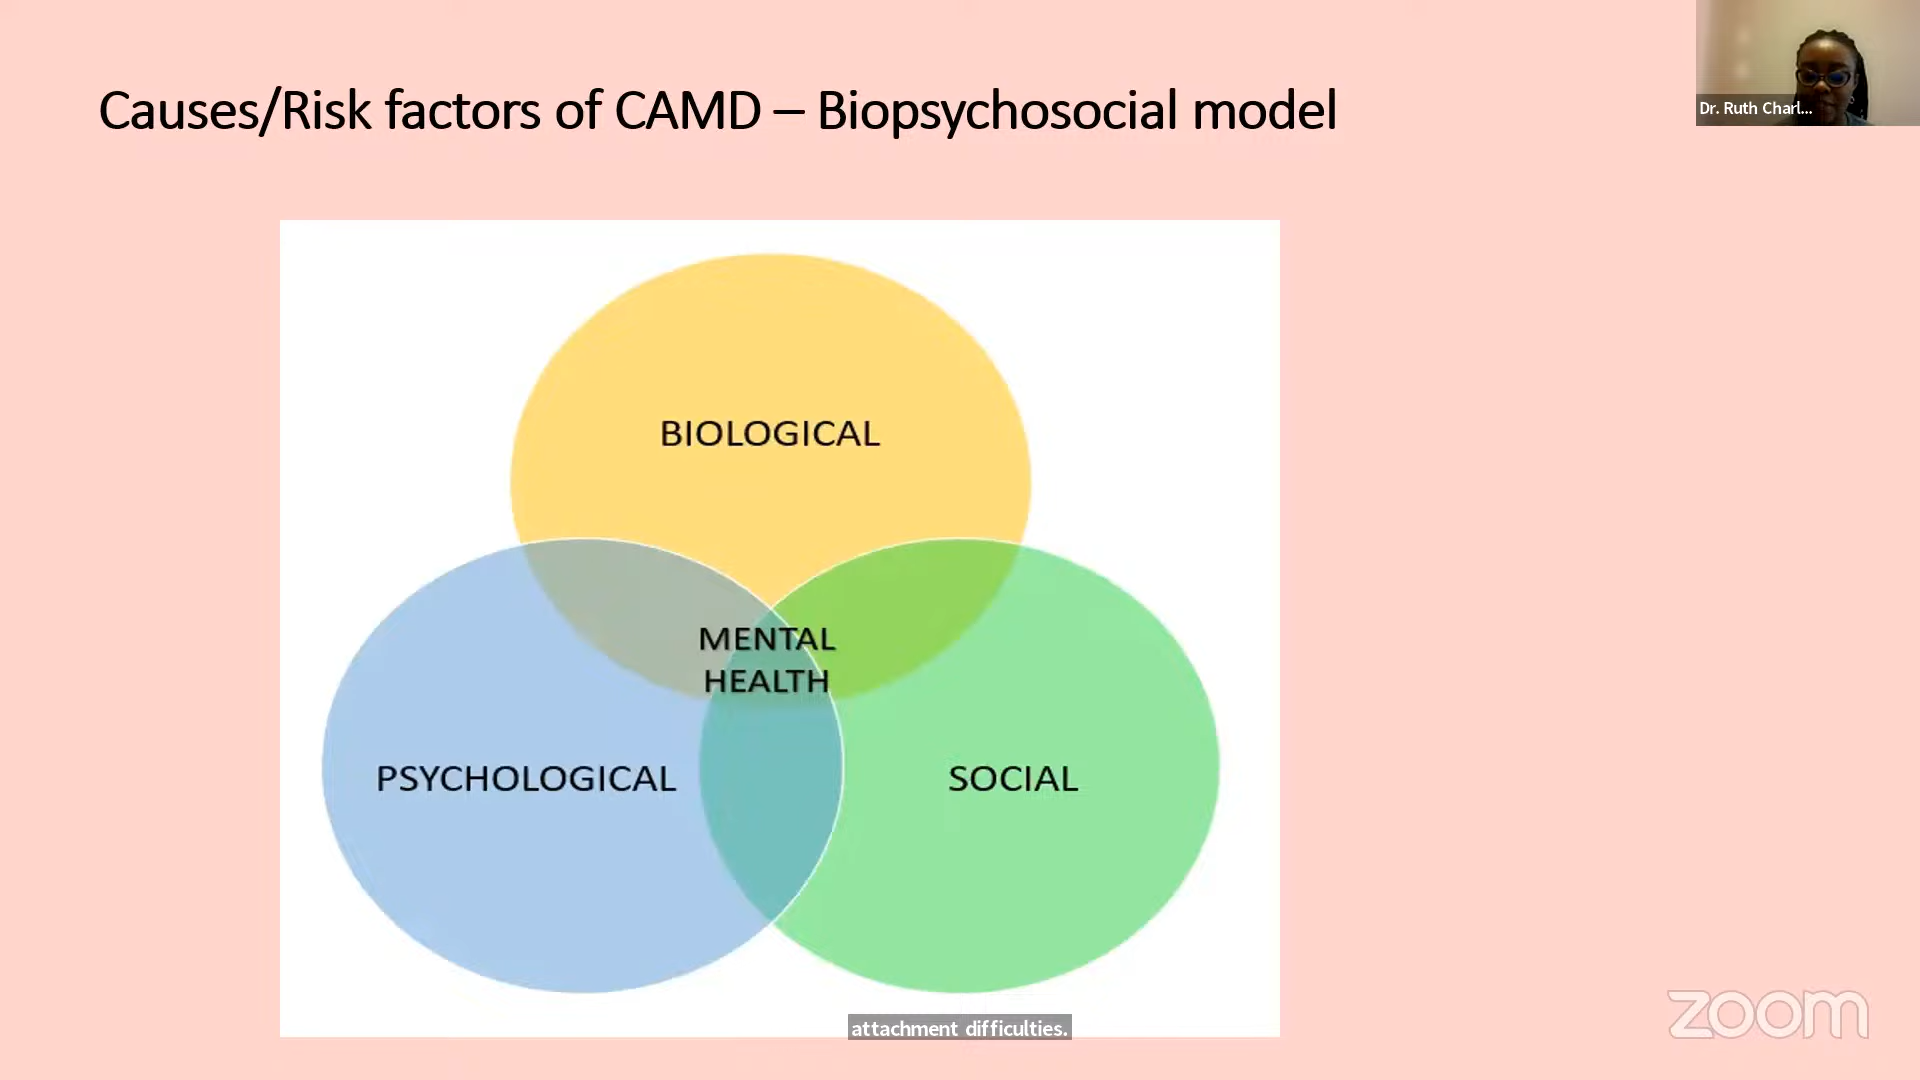 Causes/Risk factors of CAMD – Biopsychosocial model
Dr. Ruth Charl...
BIOLOGICAL
MENTAL
HEALTH
PSYCHOLOGICAL
SOCIAL
attachment difficulties.
zoom